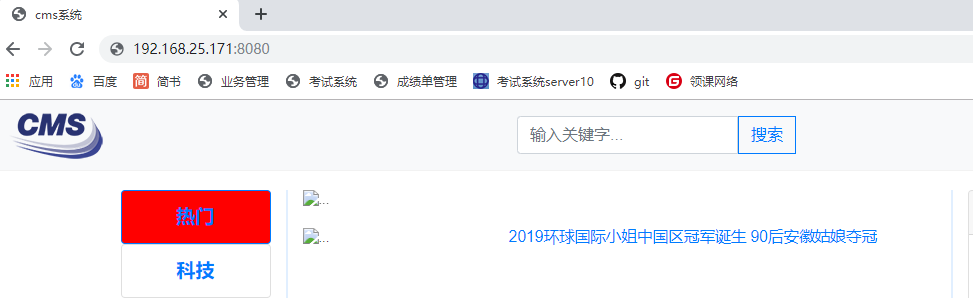 cms系统
192.168.25.171:8080
应用 百度 简 简书 业务管理 考试系统 成绩单管理 考试系统server10 git G 领课网络
CMS 输入关键字... 搜索
热门
科技
...
... 2019环球国际小姐中国区冠军诞生 90后安徽姑娘夺冠